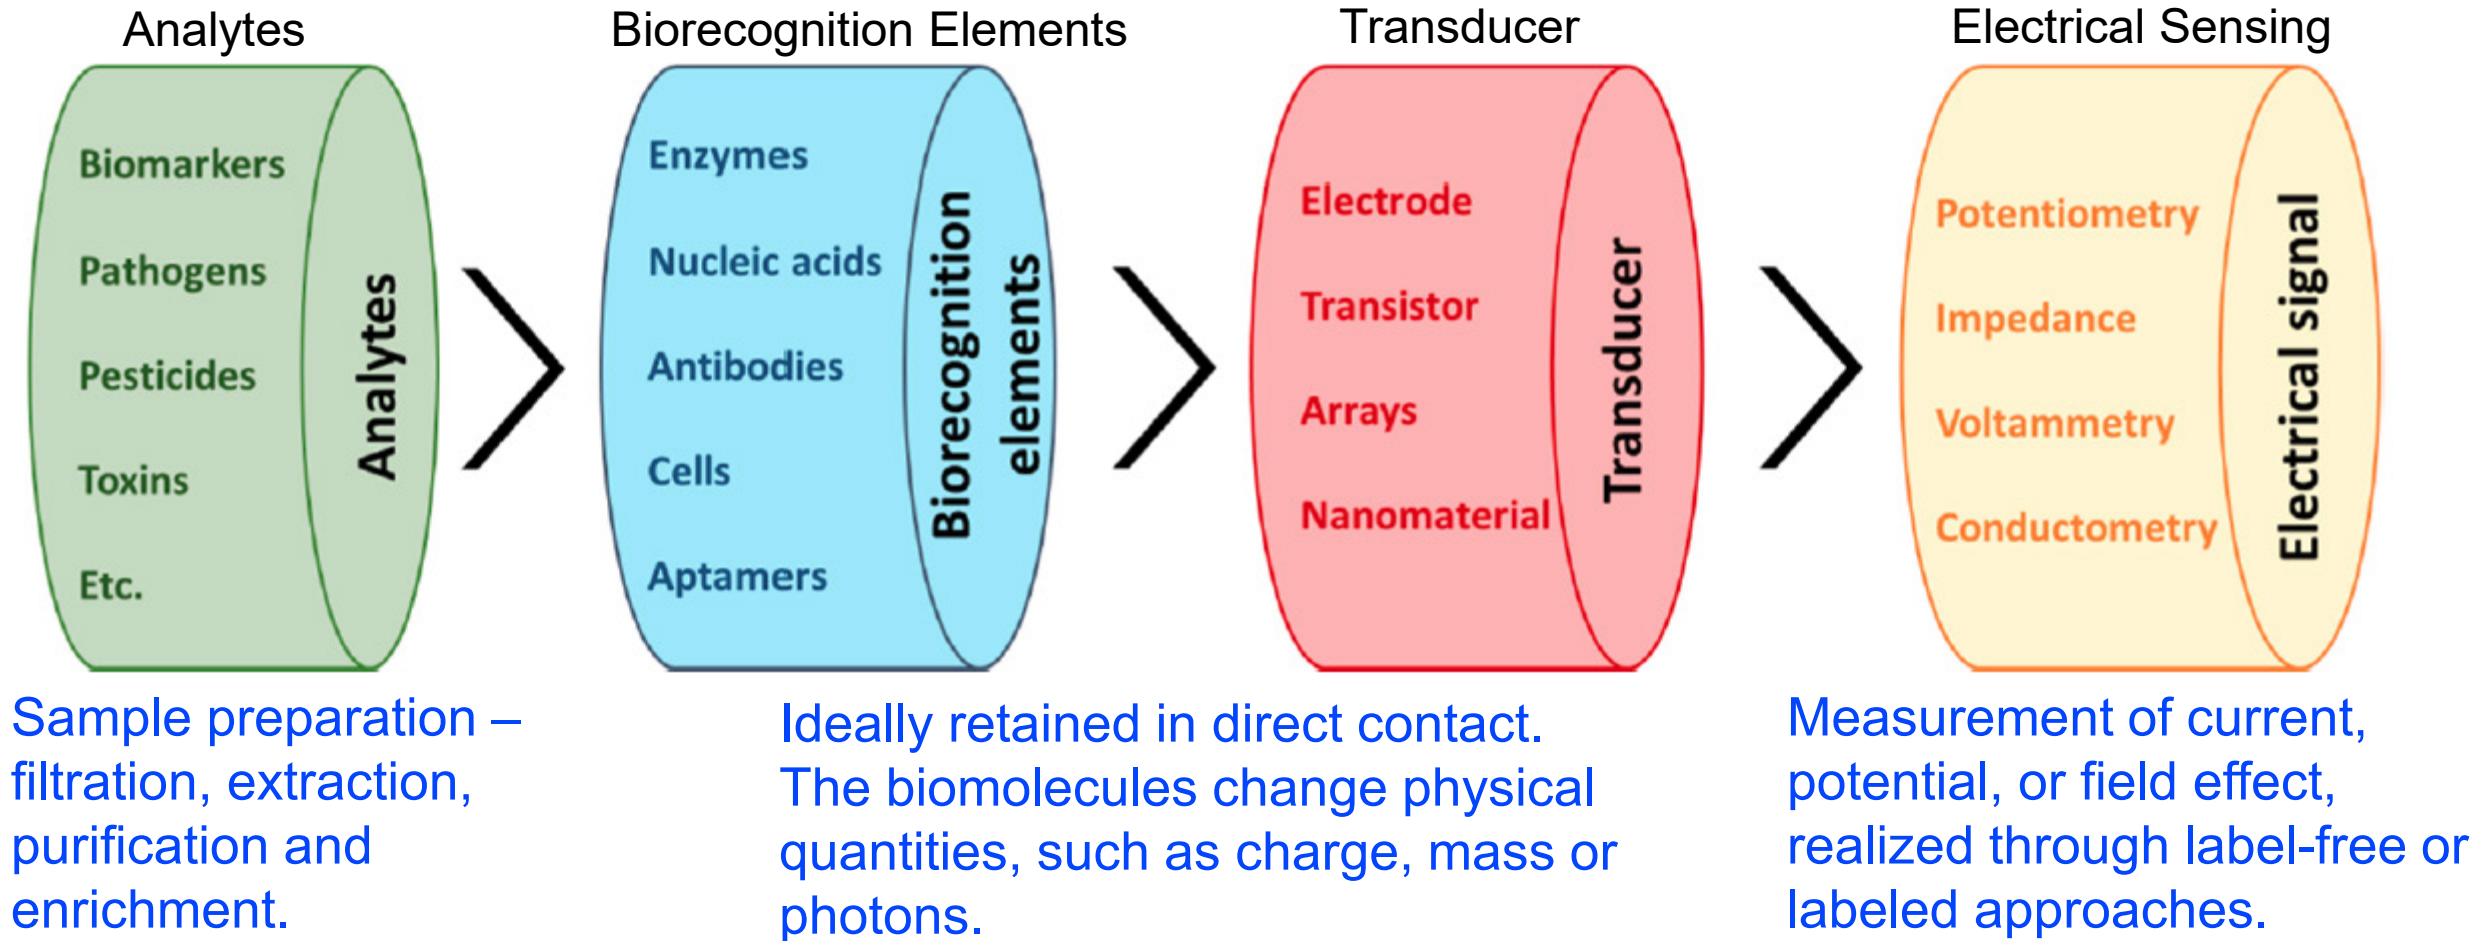 Analytes
Biorecognition Elements
Transducer
Electrical Sensing
Biomarkers
Pathogens
Pesticides
Toxins
Etc.
Analytes
Enzymes
Nucleic acids
Antibodies
Cells
Aptamers
Biorecognition
elements
Electrode
Transistor
Arrays
Nanomaterial
Transducer
Potentiometry
Impedance
Voltammetry
Conductometry
Electrical signal
Sample preparation –
filtration, extraction,
purification and
enrichment.
Ideally retained in direct contact.
The biomolecules change physical
quantities, such as charge, mass or
photons.
Measurement of current,
potential, or field effect,
realized through label-free or
labeled approaches.